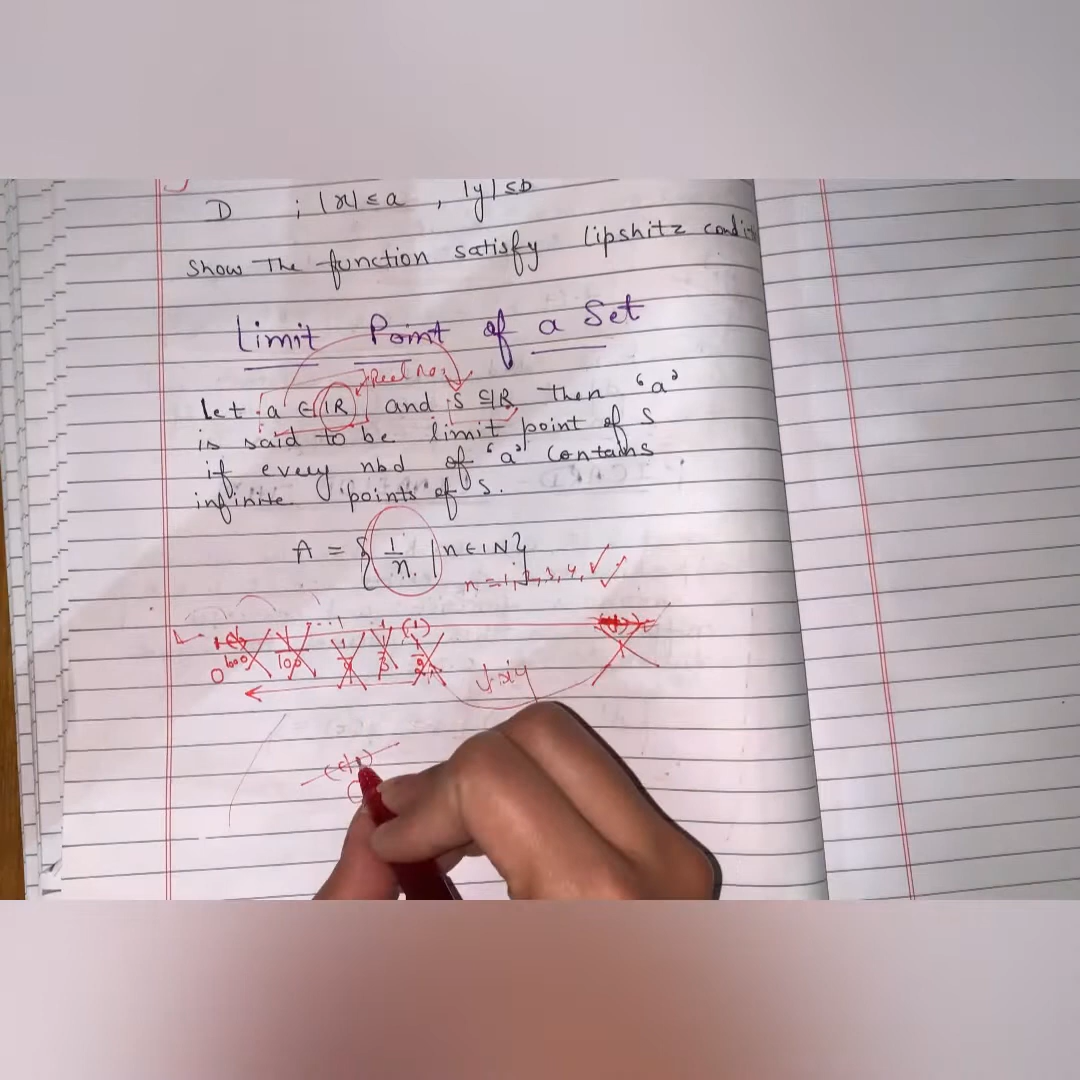 D ; |x| ≤ a , |y| ≤ b
Show The function satisfy lipshitz condi
Limit Point of a Set
Real no.
Let a ∈ IR and S ⊆ IR then 'a'
is said to be limit point of S
if every nbd of 'a' contains
infinite points of S.
A = { 1/n | n ∈ IN }
n = 1, 2, 3, 4,
0 1/1000 1/100 ... 1/4 1/3 1/2 1
0